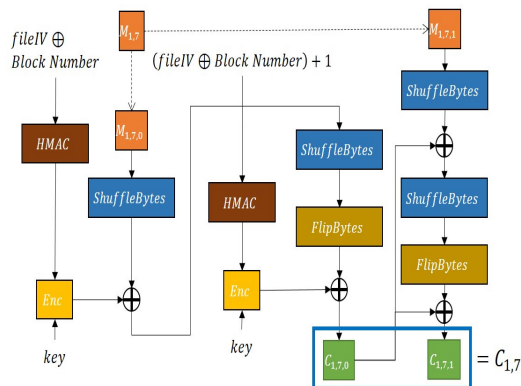 fileIV ⊕
Block Number
M1,7
M1,7,1
(fileIV ⊕ Block Number) + 1
ShuffleBytes
M1,7,0
HMAC
ShuffleBytes
ShuffleBytes
ShuffleBytes
HMAC
FlipBytes
FlipBytes
Enc
Enc
key
key
C1,7,0
C1,7,1
= C1,7